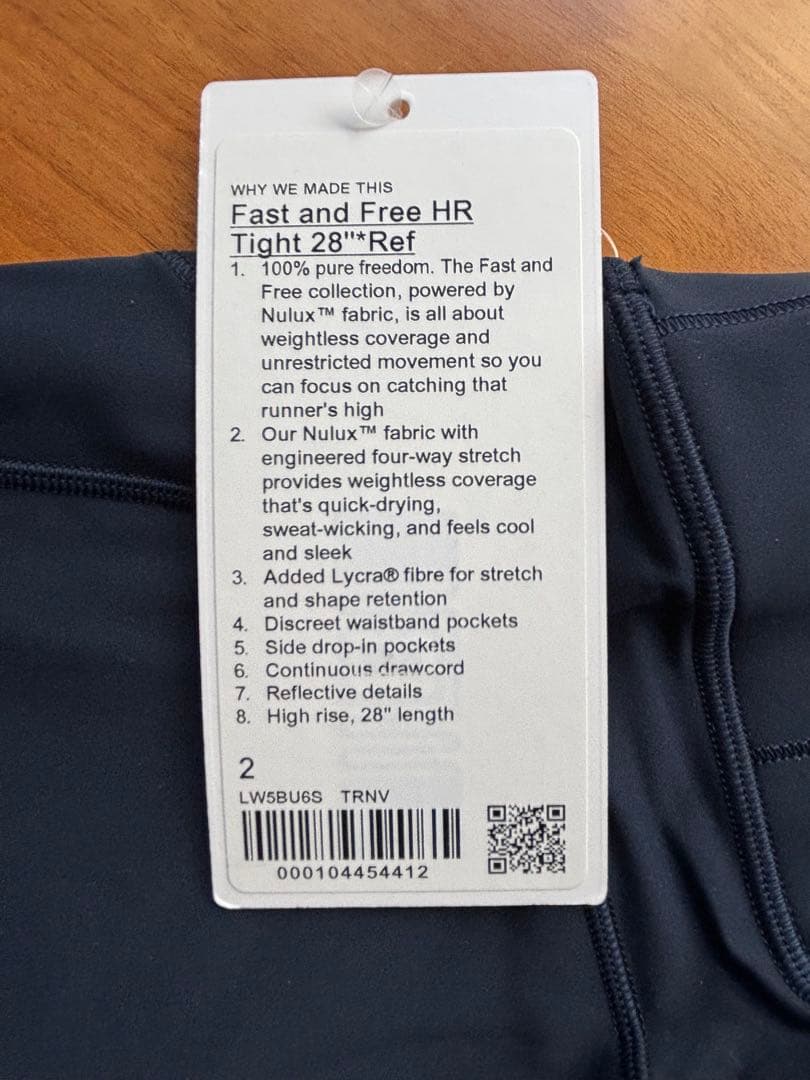 WHY WE MADE THIS
Fast and Free HR
Tight 28"*Ref
1. 100% pure freedom. The Fast and
Free collection, powered by
Nulux™ fabric, is all about
weightless coverage and
unrestricted movement so you
can focus on catching that
runner's high
2. Our Nulux™ fabric with
engineered four-way stretch
provides weightless coverage
that's quick-drying,
sweat-wicking, and feels cool
and sleek
3. Added Lycra® fibre for stretch
and shape retention
4. Discreet waistband pockets
5. Side drop-in pockets
6. Continuous drawcord
7. Reflective details
8. High rise, 28" length
2
LW5BU6S TRNV
000104454412